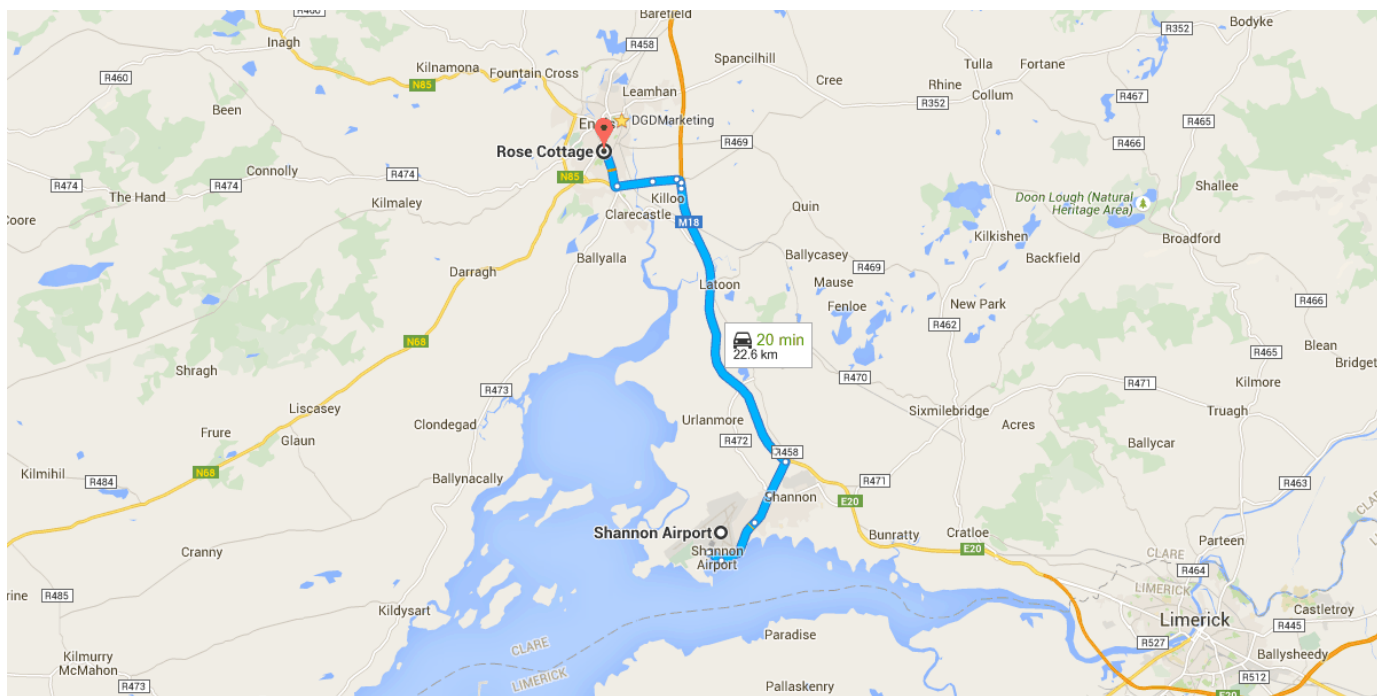 R460
Barefield
R352
Bodyke
Inagh
R458
Kilnamona
Spancilhill
Tulla
Fortane
R460
Fountain Cross
N85
Cree
Rhine
Collum
R467
Been
Leamhan
R352
R465
DGDMarketing
R469
R466
Rose Cottage
Connolly
R474
The Hand
R474
R474
N85
Shallee
Kilmaley
Killoo
Doon Lough (Natural
Heritage Area)
Coore
Clarecastle
M18
Quin
Kilkishen
Broadford
Ballyalla
Ballycasey
Backfield
Darragh
R469
Latoon
Mause
New Park
R466
Fenloe
R462
20 min
22.6 km
N68
Blean
R465
Bridget
Shragh
R473
R470
R471
Kilmore
Liscasey
Sixmilebridge
Truagh
Frure
Glaun
Clondegad
Urlanmore
Acres
R472
Ballycar
R458
Kilmihil
N68
R484
Ballynacally
R471
R463
Shannon
E20
Shannon Airport
Bunratty
Cratloe
Parteen
Cranny
Shannon
Airport
E20
CLARE
LIMERICK
R464
rine
R485
Kildysart
Limerick
Castletroy
R445
Paradise
R527
Ballysheedy
Kilmurry
McMahon
CLARE
LIMERICK
R473
Pallaskenry
R512
E20